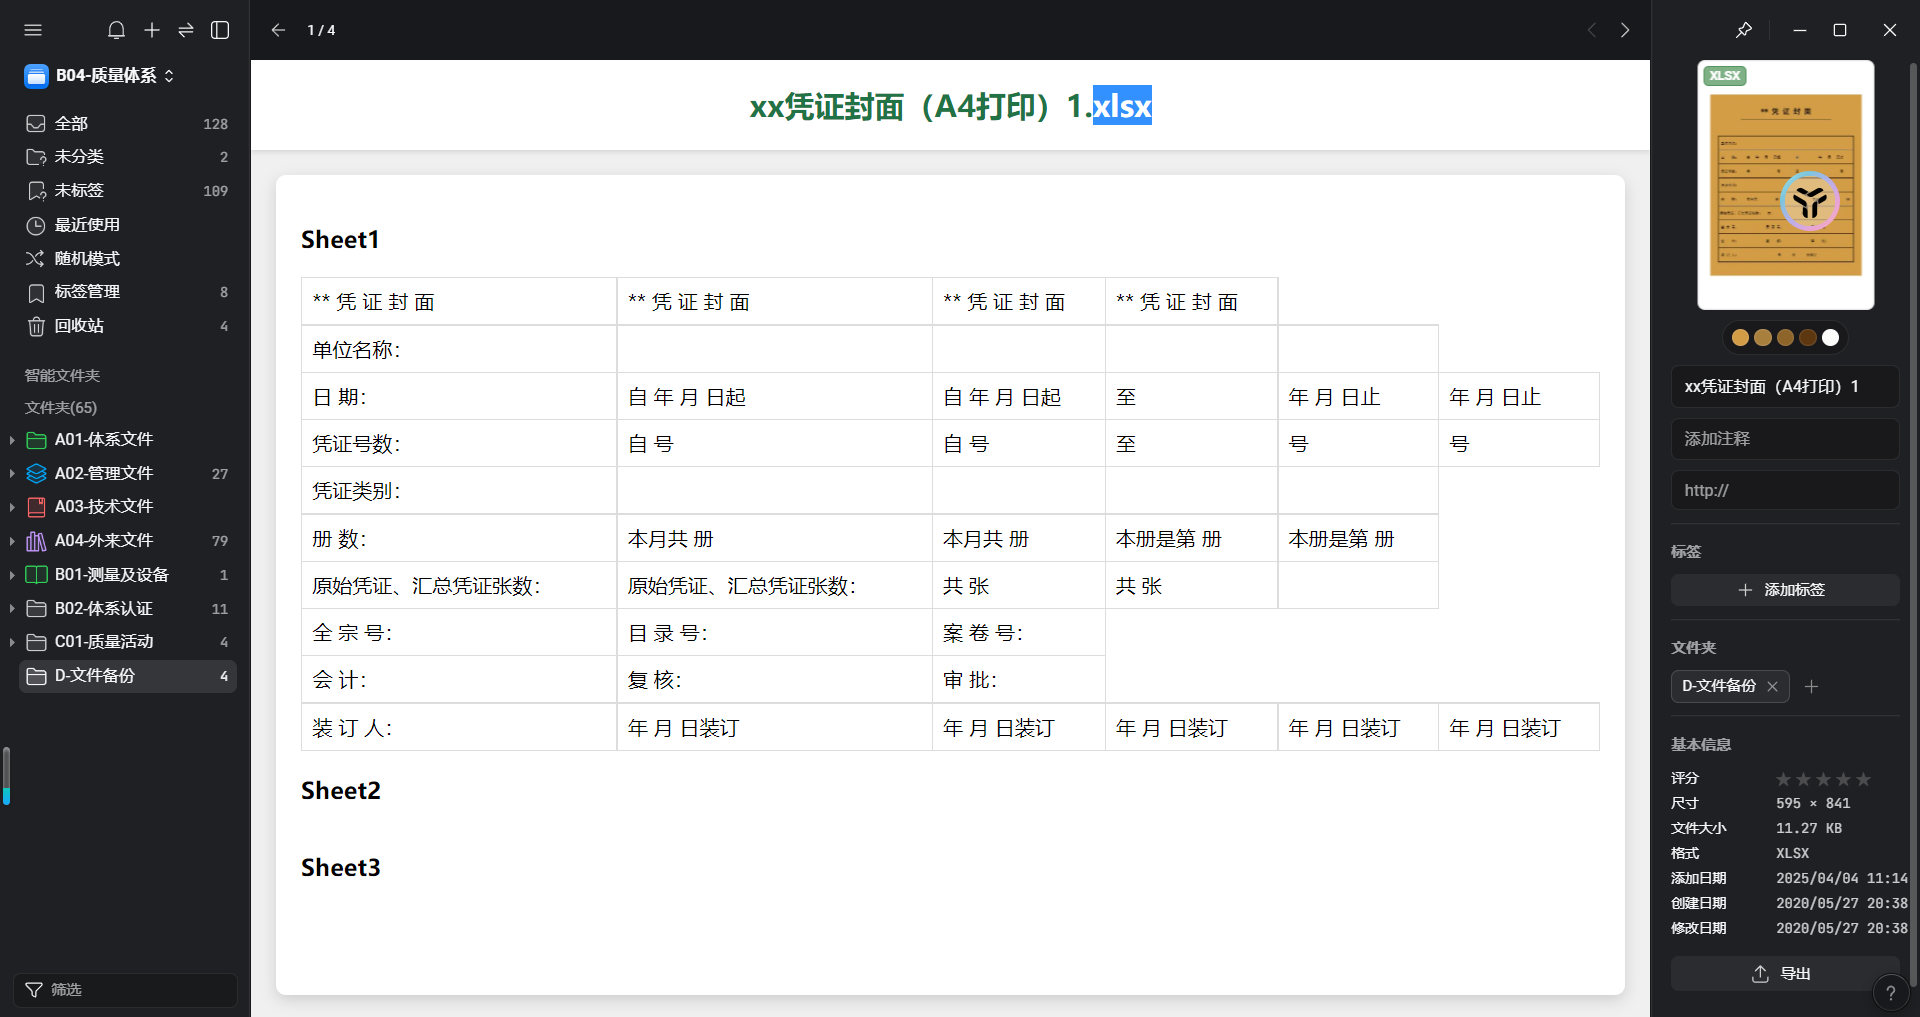 1 / 4
B04-质量体系
全部 128
未分类 2
未标签 109
最近使用
随机模式
标签管理 8
回收站 4
智能文件夹
文件夹(65)
A01-体系文件
A02-管理文件 27
A03-技术文件
A04-外来文件 79
B01-测量及设备 1
B02-体系认证 11
C01-质量活动 4
D-文件备份 4
筛选
xx凭证封面（A4打印）1.xlsx
Sheet1
** 凭 证 封 面 ** 凭 证 封 面 ** 凭 证 封 面 ** 凭 证 封 面
单位名称：
日 期： 自 年 月 日起 自 年 月 日起 至 年 月 日止 年 月 日止
凭证号数： 自 号 自 号 至 号 号
凭证类别：
册 数： 本月共 册 本月共 册 本册是第 册 本册是第 册
原始凭证、汇总凭证张数： 原始凭证、汇总凭证张数： 共 张 共 张
全 宗 号： 目 录 号： 案 卷 号：
会 计： 复 核： 审 批：
装 订 人： 年 月 日装订 年 月 日装订 年 月 日装订 年 月 日装订 年 月 日装订
Sheet2
Sheet3
XLSX
** 凭 证 封 面
xx凭证封面（A4打印）1
添加注释
http://
标签
添加标签
文件夹
D-文件备份
基本信息
评分
尺寸 595 × 841
文件大小 11.27 KB
格式 XLSX
添加日期 2025/04/04 11:14
创建日期 2020/05/27 20:38
修改日期 2020/05/27 20:38
导出
?